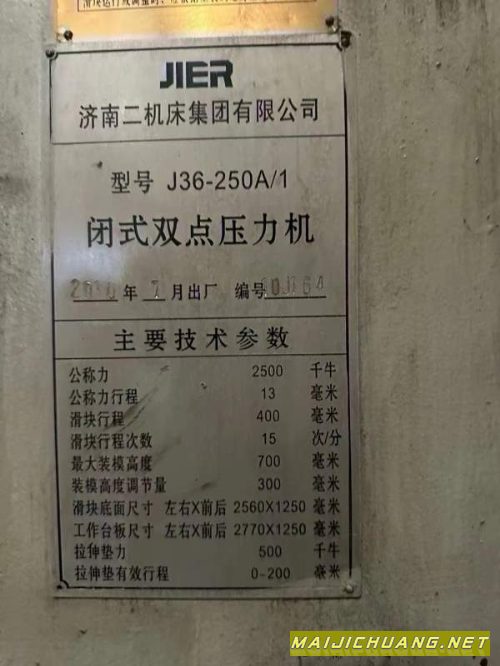 JIER
济南二机床集团有限公司
型号 J36-250A/1
闭式双点压力机
年 7 月出厂 编号
主要技术参数
公称力 2500 千牛
公称力行程 13 毫米
滑块行程 400 毫米
滑块行程次数 15 次/分
最大装模高度 700 毫米
装模高度调节量 300 毫米
滑块底面尺寸 左右X前后 2560X1250 毫米
工作台板尺寸 左右X前后 2770X1250 毫米
拉伸垫力 500 千牛
拉伸垫有效行程 0-200 毫米
MAIJICHUANG.NET